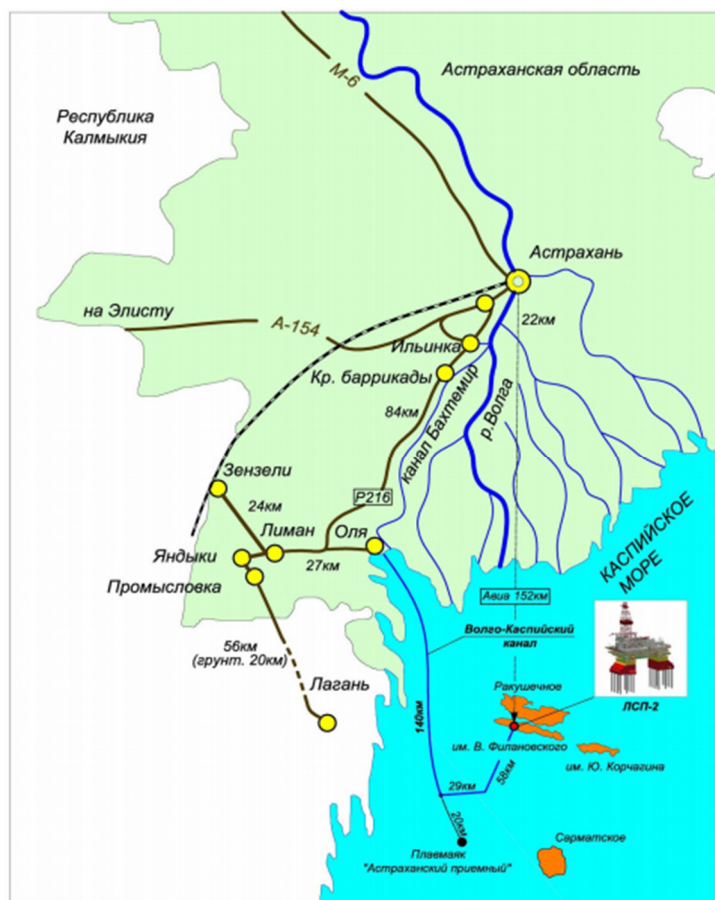 Астраханская область
М-6
Республика
Калмыкия
Астрахань
на Элисту
А-154
22км
Ильинка
Кр. баррикады
канал Бахтемир
р.Волга
84км
Зензели
Р216
24км
Лиман
Оля
КАСПИЙСКОЕ
МОРЕ
Яндыки
27км
Промысловка
Авиа 152км
Волго-Каспийский
канал
56км
(грунт. 20км)
Лагань
Ракушечное
ЛСП-2
140км
им. В. Филановского
им. Ю. Корчагина
58км
29км
20км
Сарматское
Плаемаяк
"Астраханский приемный"